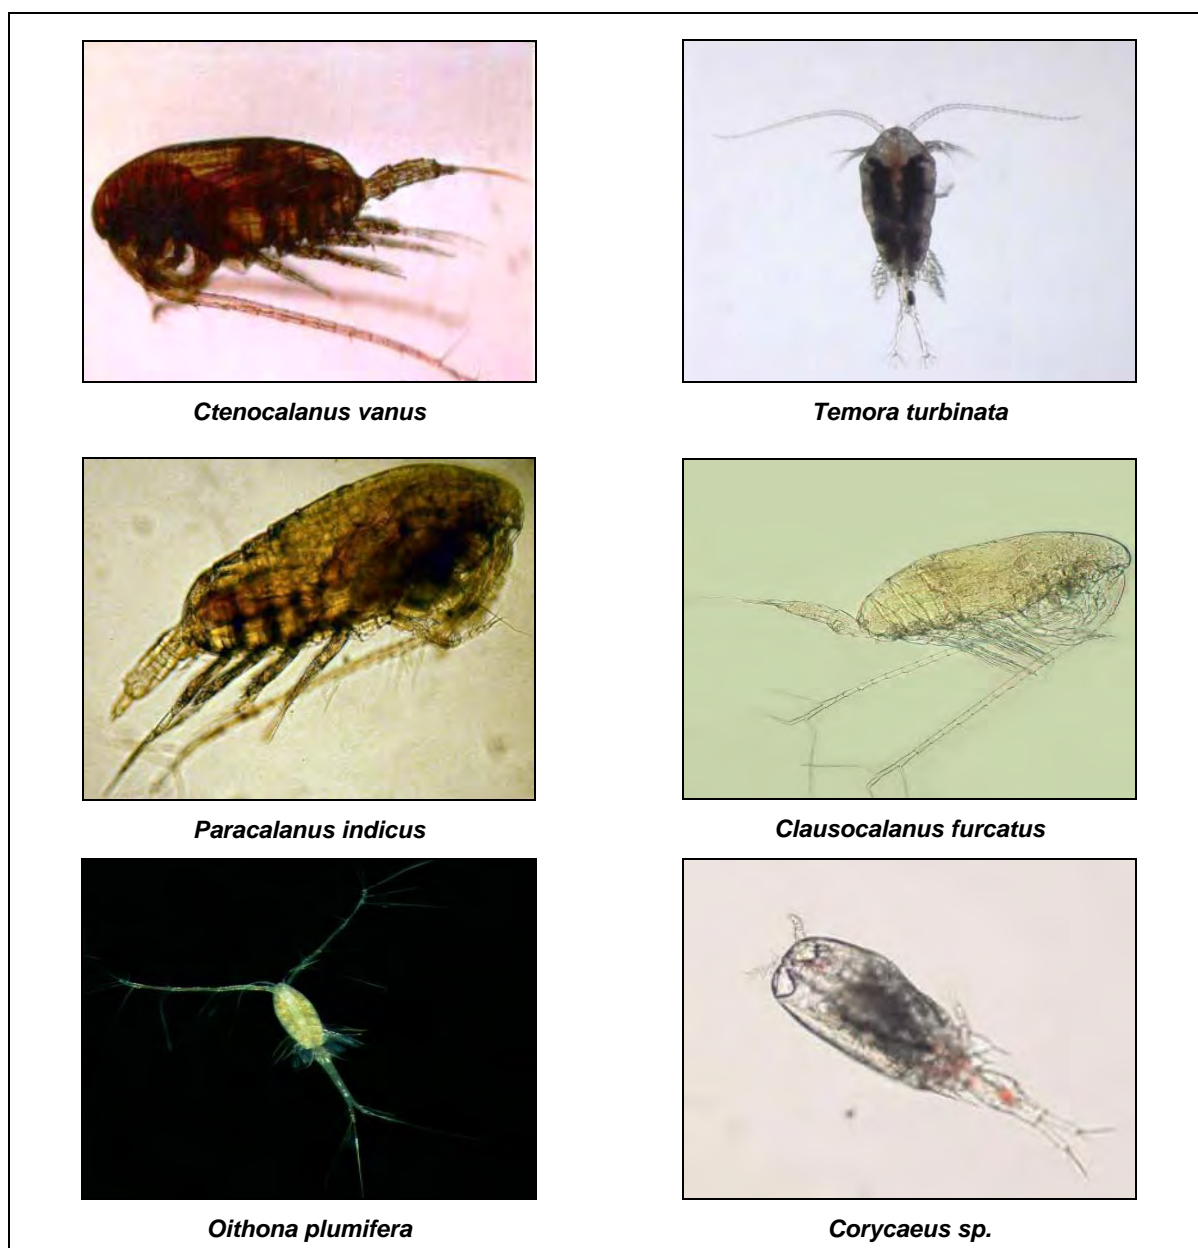 Ctenocalanus vanus
Temora turbinata
Paracalanus indicus
Clausocalanus furcatus
Oithona plumifera
Corycaeus sp.